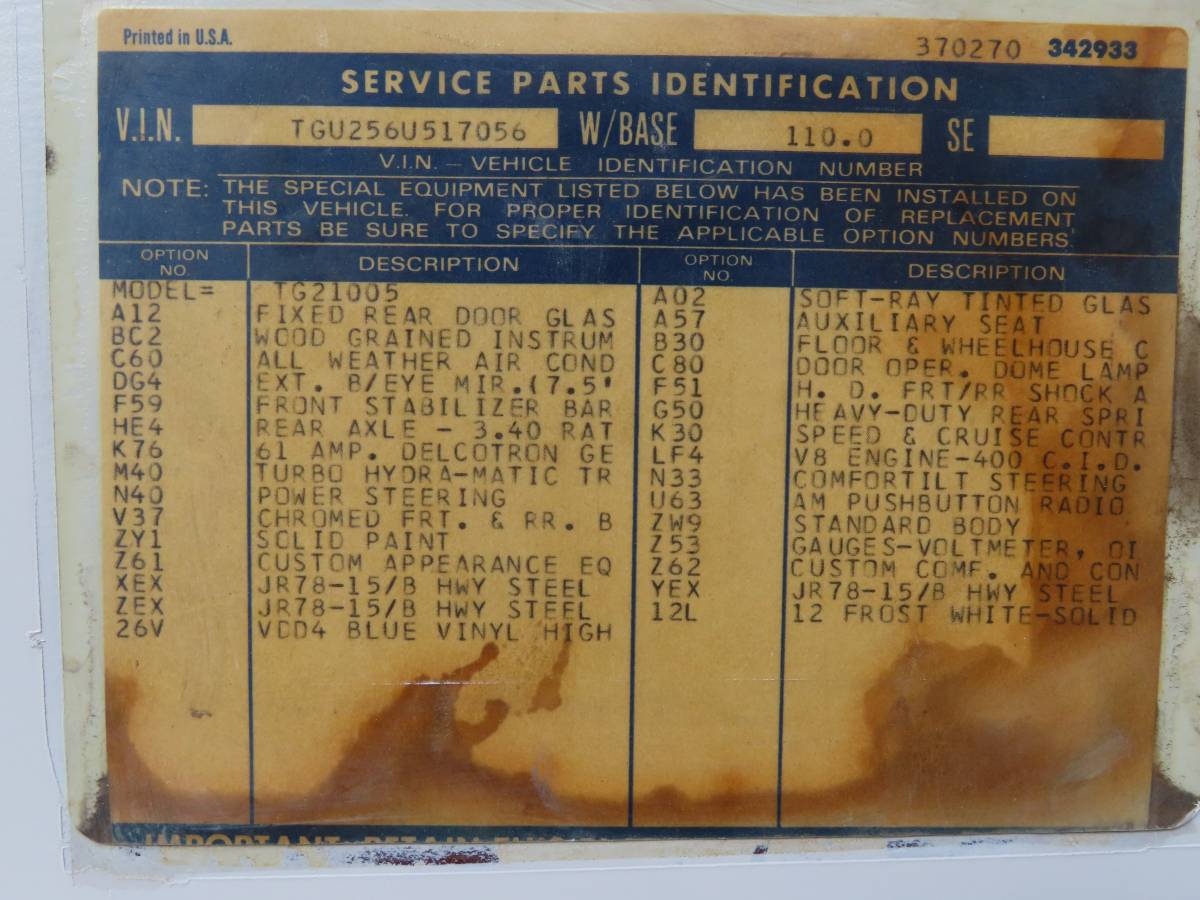 Printed in U.S.A. 370270 342933
SERVICE PARTS IDENTIFICATION
V.I.N. TGU256U517056 W/BASE 110.0 SE
V.I.N. – VEHICLE IDENTIFICATION NUMBER
NOTE: THE SPECIAL EQUIPMENT LISTED BELOW HAS BEEN INSTALLED ON
THIS VEHICLE. FOR PROPER IDENTIFICATION OF REPLACEMENT
PARTS BE SURE TO SPECIFY THE APPLICABLE OPTION NUMBERS.
OPTION NO. DESCRIPTION OPTION NO. DESCRIPTION
MODEL= TG21005 A02 SOFT-RAY TINTED GLAS
A12 FIXED REAR DOOR GLAS A57 AUXILIARY SEAT
BC2 WOOD GRAINED INSTRUM B30 FLOOR & WHEELHOUSE C
C60 ALL WEATHER AIR COND C80 DOOR OPER. DOME LAMP
DG4 EXT. B/EYE MIR.(7.5' F51 H. D. FRT/RR SHOCK A
F59 FRONT STABILIZER BAR G50 HEAVY-DUTY REAR SPRI
HE4 REAR AXLE - 3.40 RAT K30 SPEED & CRUISE CONTR
K76 61 AMP. DELCOTRON GE LF4 V8 ENGINE-400 C.I.D.
M40 TURBO HYDRA-MATIC TR N33 COMFORTILT STEERING
N40 POWER STEERING U63 AM PUSHBUTTON RADIO
V37 CHROMED FRT. & RR. B ZW9 STANDARD BODY
ZY1 SOLID PAINT Z53 GAUGES-VOLTMETER, OI
Z61 CUSTOM APPEARANCE EQ Z62 CUSTOM COMF. AND CON
XEX JR78-15/B HWY STEEL YEX JR78-15/B HWY STEEL
ZEX JR78-15/B HWY STEEL 12L 12 FROST WHITE-SOLID
26V VDD4 BLUE VINYL HIGH
IMPORTANT: RETAIN THIS